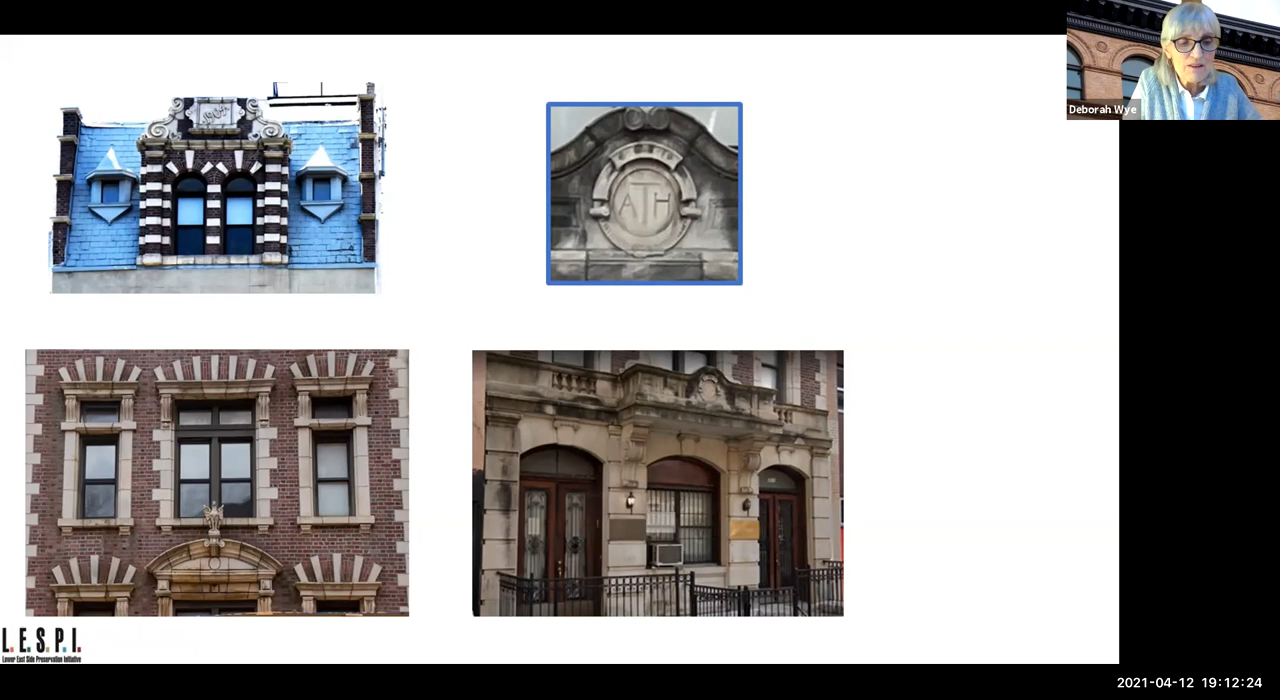 Deborah Wye
ATH
L.E.S.P.I.
Lower East Side Preservation Initiative
2021-04-12 19:12:24